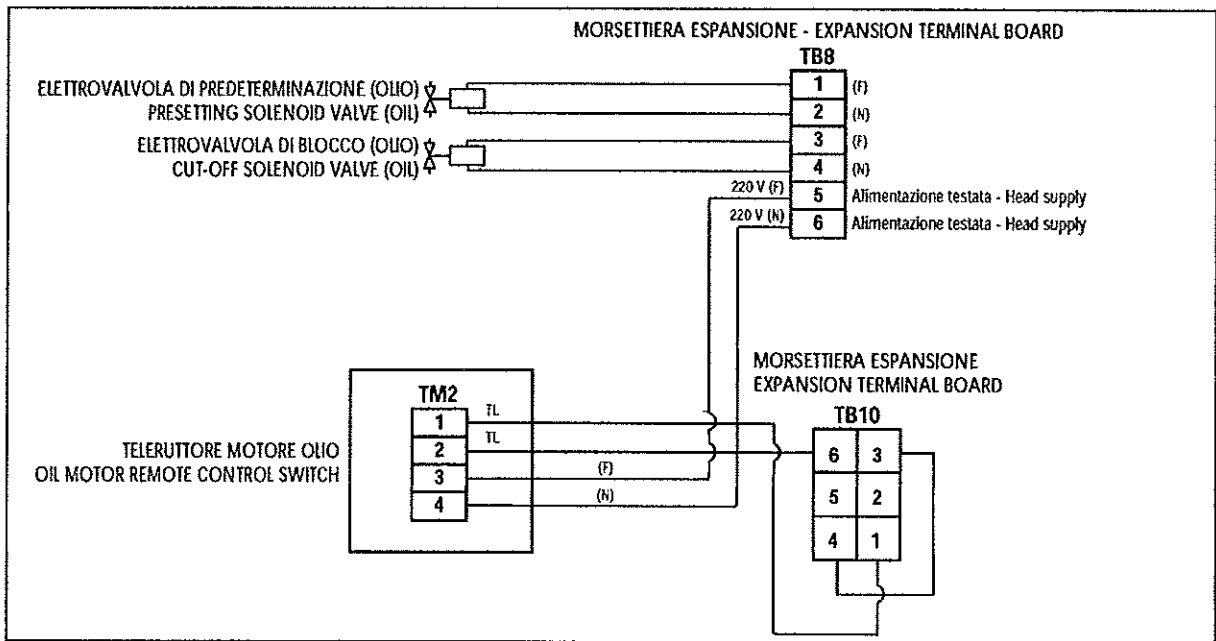 MORSETTIERA ESPANSIONE - EXPANSION TERMINAL BOARD
TB8
ELETTROVALVOLA DI PREDETERMINAZIONE (OLIO)
PRESETTING SOLENOID VALVE (OIL)
1 (F)
2 (N)
ELETTROVALVOLA DI BLOCCO (OLIO)
CUT-OFF SOLENOID VALVE (OIL)
3 (F)
4 (N)
220 V (F) 5 Alimentazione testata - Head supply
220 V (N) 6 Alimentazione testata - Head supply
MORSETTIERA ESPANSIONE
EXPANSION TERMINAL BOARD
TB10
6 3
5 2
4 1
TM2
1 TL
2 TL
3 (F)
4 (N)
TELERUTTORE MOTORE OLIO
OIL MOTOR REMOTE CONTROL SWITCH